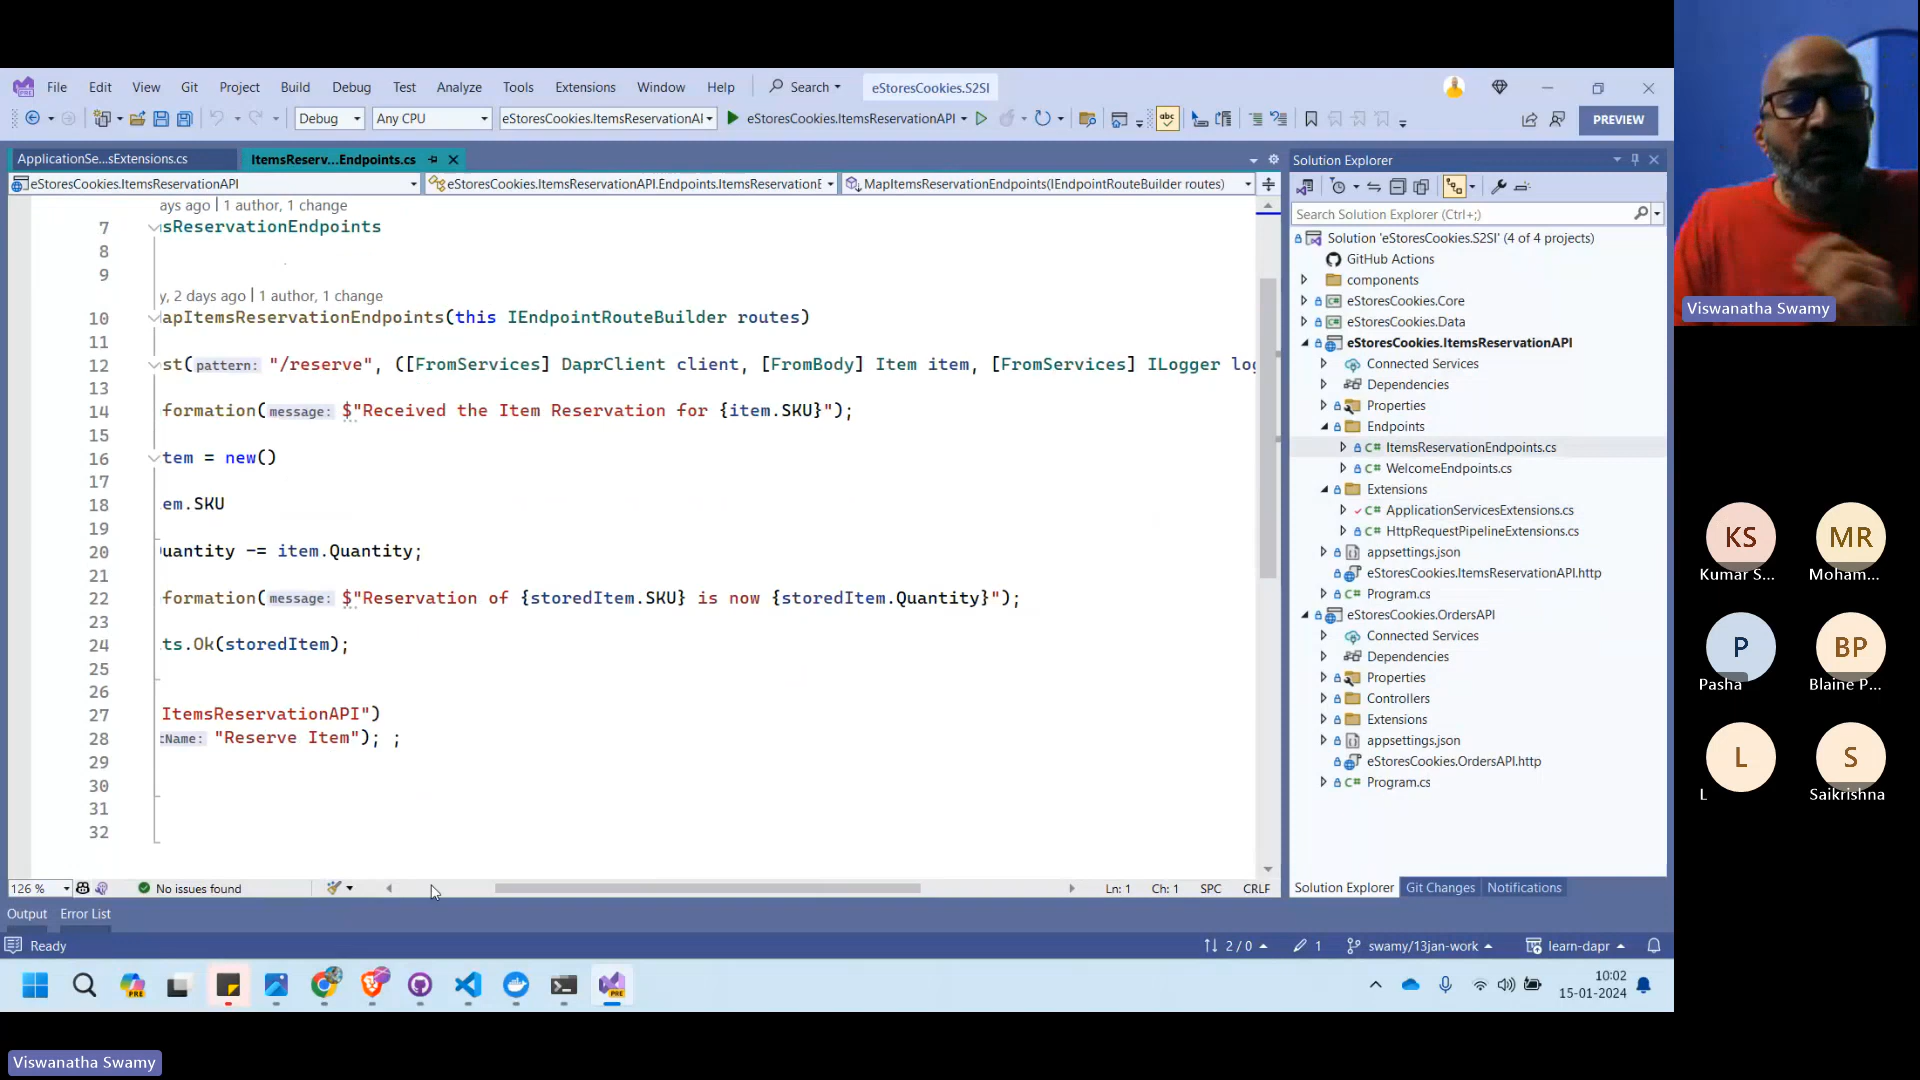 File Edit View Git Project Build Debug Test Analyze Tools Extensions Window Help Search eStoresCookies.S2SI
Debug Any CPU eStoresCookies.ItemsReservationAI eStoresCookies.ItemsReservationAPI abc PREVIEW
ApplicationSe...sExtensions.cs ItemsReserv...Endpoints.cs
eStoresCookies.ItemsReservationAPI eStoresCookies.ItemsReservationAPI.Endpoints.ItemsReservationE MapItemsReservationEndpoints(IEndpointRouteBuilder routes)
ays ago | 1 author, 1 change
7 sReservationEndpoints
8
9
y, 2 days ago | 1 author, 1 change
10 apItemsReservationEndpoints(this IEndpointRouteBuilder routes)
11
12 st(pattern: "/reserve", ([FromServices] DaprClient client, [FromBody] Item item, [FromServices] ILogger log
13
14 formation(message: $"Received the Item Reservation for {item.SKU}");
15
16 tem = new()
17
18 em.SKU
19
20 uantity -= item.Quantity;
21
22 formation(message: $"Reservation of {storedItem.SKU} is now {storedItem.Quantity}");
23
24 ts.Ok(storedItem);
25
26
27 ItemsReservationAPI")
28 tName: "Reserve Item"); ;
29
30
31
32
126 % No issues found Ln: 1 Ch: 1 SPC CRLF
Output Error List
Ready 2 / 0 1 swamy/13jan-work learn-dapr
Solution Explorer
Search Solution Explorer (Ctrl+;)
Solution 'eStoresCookies.S2SI' (4 of 4 projects)
GitHub Actions
components
eStoresCookies.Core
eStoresCookies.Data
eStoresCookies.ItemsReservationAPI
Connected Services
Dependencies
Properties
Endpoints
C# ItemsReservationEndpoints.cs
C# WelcomeEndpoints.cs
Extensions
C# ApplicationServicesExtensions.cs
C# HttpRequestPipelineExtensions.cs
appsettings.json
eStoresCookies.ItemsReservationAPI.http
C# Program.cs
eStoresCookies.OrdersAPI
Connected Services
Dependencies
Properties
Controllers
Extensions
appsettings.json
eStoresCookies.OrdersAPI.http
C# Program.cs
Solution Explorer Git Changes Notifications
PRE PRE
10:02
15-01-2024
Viswanatha Swamy
KS MR
Kumar S... Moham...
P BP
Pasha Blaine P...
L S
L Saikrishna
Viswanatha Swamy